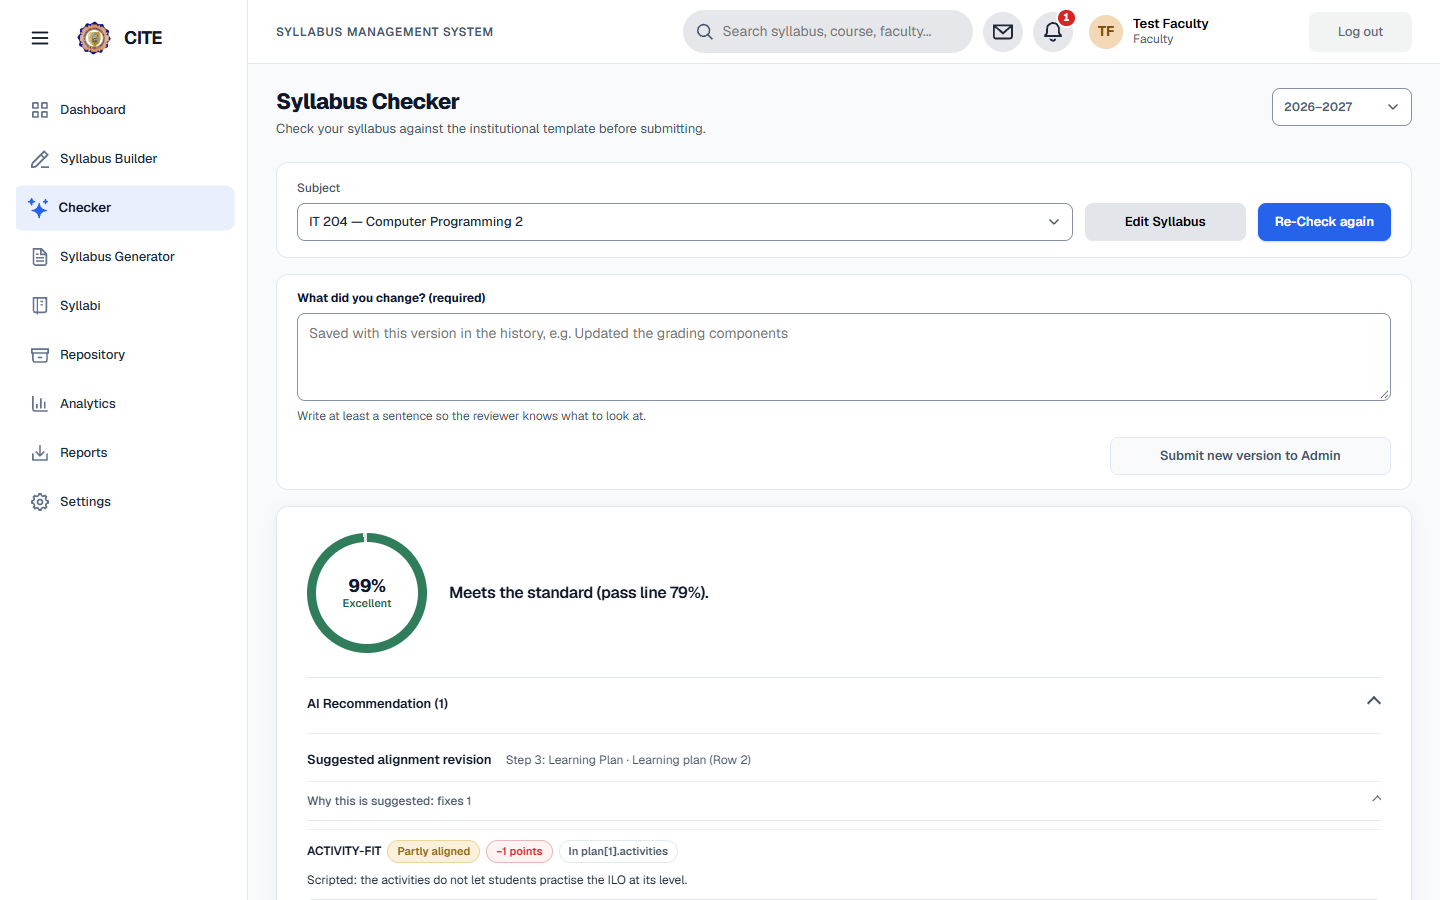 CITE
SYLLABUS MANAGEMENT SYSTEM
Search syllabus, course, faculty...
1
TF
Test Faculty
Faculty
Log out
Dashboard
Syllabus Builder
Checker
Syllabus Generator
Syllabi
Repository
Analytics
Reports
Settings
Syllabus Checker
Check your syllabus against the institutional template before submitting.
2026–2027
Subject
IT 204 — Computer Programming 2
Edit Syllabus
Re-Check again
What did you change? (required)
Saved with this version in the history, e.g. Updated the grading components
Write at least a sentence so the reviewer knows what to look at.
Submit new version to Admin
99%
Excellent
Meets the standard (pass line 79%).
AI Recommendation (1)
Suggested alignment revision Step 3: Learning Plan · Learning plan (Row 2)
Why this is suggested: fixes 1
ACTIVITY-FIT Partly aligned −1 points In plan[1].activities
Scripted: the activities do not let students practise the ILO at its level.